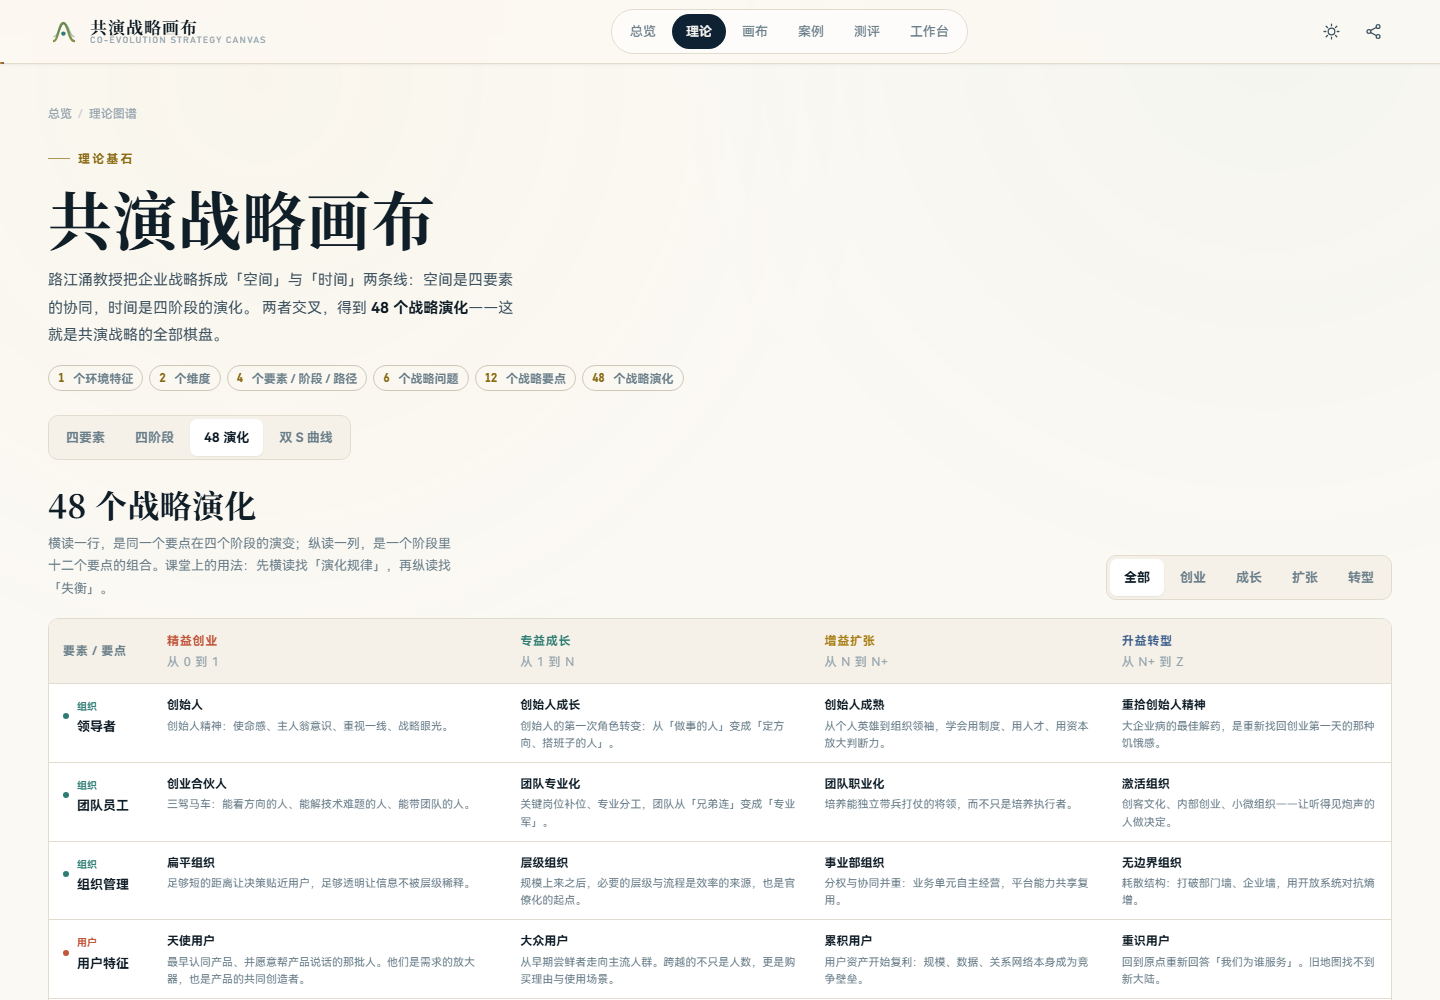 共演战略画布
CO-EVOLUTION STRATEGY CANVAS
总览 理论 画布 案例 测评 工作台
总览 / 理论图谱
理论基石
共演战略画布
路江涌教授把企业战略拆成「空间」与「时间」两条线：空间是四要素
的协同，时间是四阶段的演化。 两者交叉，得到 48 个战略演化——这
就是共演战略的全部棋盘。
1 个环境特征 2 个维度 4 个要素 / 阶段 / 路径 6 个战略问题 12 个战略要点 48 个战略演化
四要素 四阶段 48 演化 双 S 曲线
48 个战略演化
横读一行，是同一个要点在四个阶段的演变；纵读一列，是一个阶段里
十二个要点的组合。课堂上的用法：先横读找「演化规律」，再纵读找
「失衡」。
全部 创业 成长 扩张 转型
要素 / 要点
精益创业
从 0 到 1
专益成长
从 1 到 N
增益扩张
从 N 到 N+
升益转型
从 N+ 到 Z
组织
领导者
创始人
创始人精神：使命感、主人翁意识、重视一线、战略眼光。
创始人成长
创始人的第一次角色转变：从「做事的人」变成「定方
向、搭班子的人」。
创始人成熟
从个人英雄到组织领袖，学会用制度、用人才、用资本
放大判断力。
重拾创始人精神
大企业病的最佳解药，是重新找回创业第一天的那种
饥饿感。
组织
团队员工
创业合伙人
三驾马车：能看方向的人、能解技术难题的人、能带团队的人。
团队专业化
关键岗位补位、专业分工，团队从「兄弟连」变成「专业
军」。
团队职业化
培养能独立带兵打仗的将领，而不只是培养执行者。
激活组织
创客文化、内部创业、小微组织——让听得见炮声的
人做决定。
组织
组织管理
扁平组织
足够短的距离让决策贴近用户，足够透明让信息不被层级稀释。
层级组织
规模上来之后，必要的层级与流程是效率的来源，也是官
僚化的起点。
事业部组织
分权与协同并重：业务单元自主经营，平台能力共享复
用。
无边界组织
耗散结构：打破部门墙、企业墙，用开放系统对抗熵
增。
用户
用户特征
天使用户
最早认同产品、并愿意帮产品说话的那批人。他们是需求的放大
器，也是产品的共同创造者。
大众用户
从早期尝鲜者走向主流人群。跨越的不只是人数，更是购
买理由与使用场景。
累积用户
用户资产开始复利：规模、数据、关系网络本身成为竞
争壁垒。
重识用户
回到原点重新回答「我们为谁服务」。旧地图找不到
新大陆。